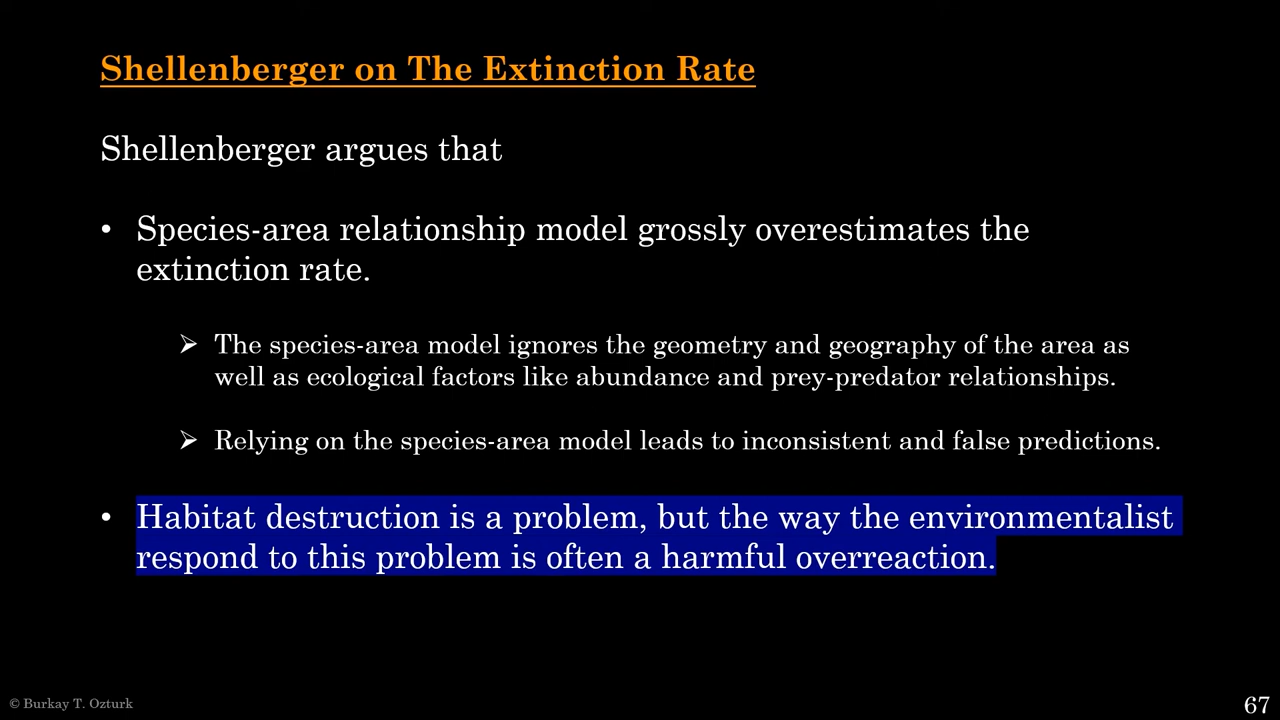 Shellenberger on The Extinction Rate
Shellenberger argues that
• Species-area relationship model grossly overestimates the
extinction rate.
➢ The species-area model ignores the geometry and geography of the area as
well as ecological factors like abundance and prey-predator relationships.
➢ Relying on the species-area model leads to inconsistent and false predictions.
• Habitat destruction is a problem, but the way the environmentalist
respond to this problem is often a harmful overreaction.
© Burkay T. Ozturk
67